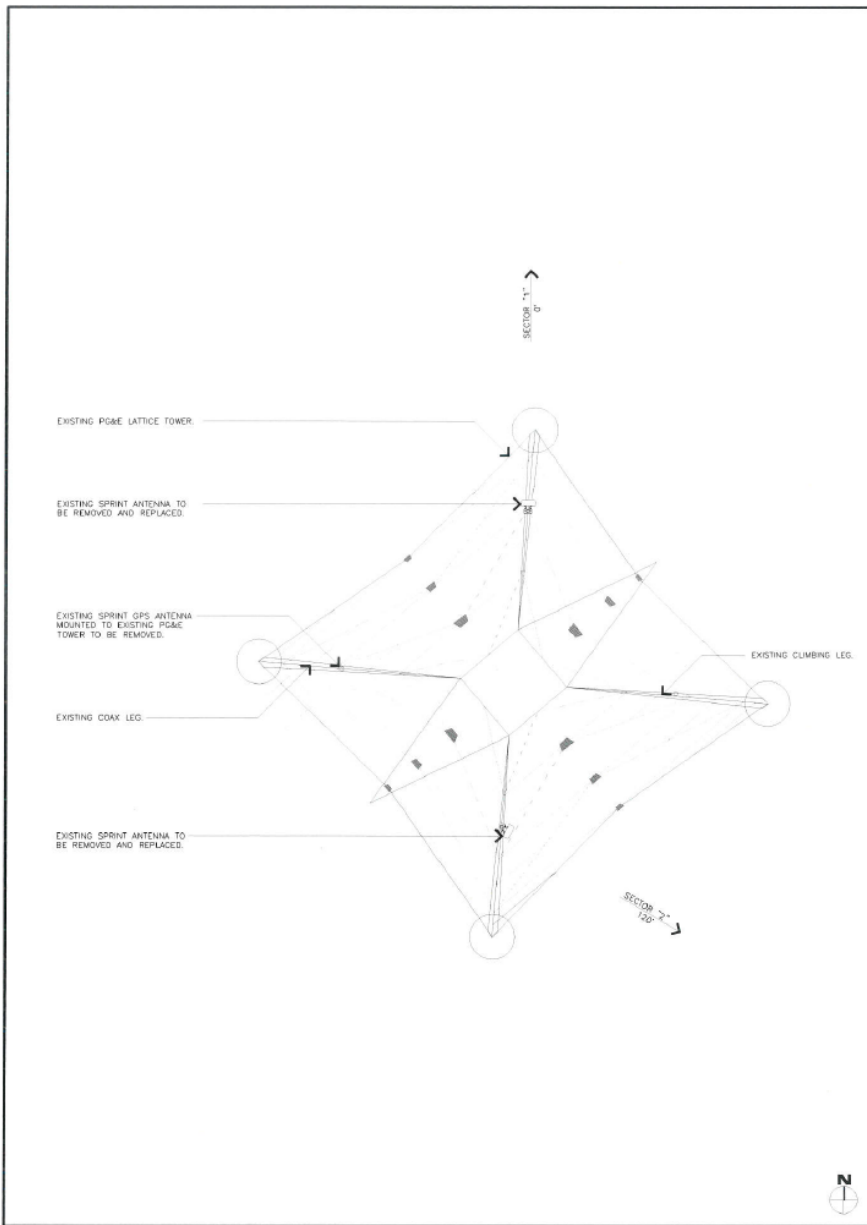 SECTOR "1"
0'
EXISTING PG&E LATTICE TOWER.
EXISTING SPRINT ANTENNA TO
BE REMOVED AND REPLACED.
EXISTING SPRINT GPS ANTENNA
MOUNTED TO EXISTING PG&E
TOWER TO BE REMOVED.
EXISTING CLIMBING LEG.
EXISTING COAX LEG.
EXISTING SPRINT ANTENNA TO
BE REMOVED AND REPLACED.
SECTOR "2"
120'
N